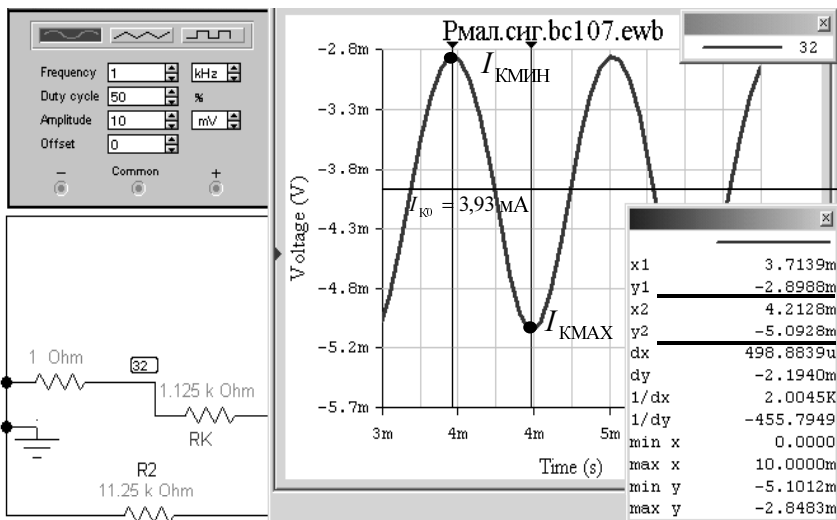 Frequency 1 kHz
Duty cycle 50 %
Amplitude 10 mV
Offset 0
− Common +
Рмал.сиг.bc107.ewb
32
−2.8m
−3.3m
−3.8m
−4.3m
−4.8m
−5.2m
−5.7m
Voltage (V)
I КМИН
I К0 = 3,93 мА
I КМАХ
3m 4m 4m 5m
Time (s)
x1 3.7139m
y1 -2.8988m
x2 4.2128m
y2 -5.0928m
dx 498.8839u
dy -2.1940m
1/dx 2.0045K
1/dy -455.7949
min x 0.0000
max x 10.0000m
min y -5.1012m
max y -2.8483m
1 Ohm
32
1.125 k Ohm
RK
R2
11.25 k Ohm